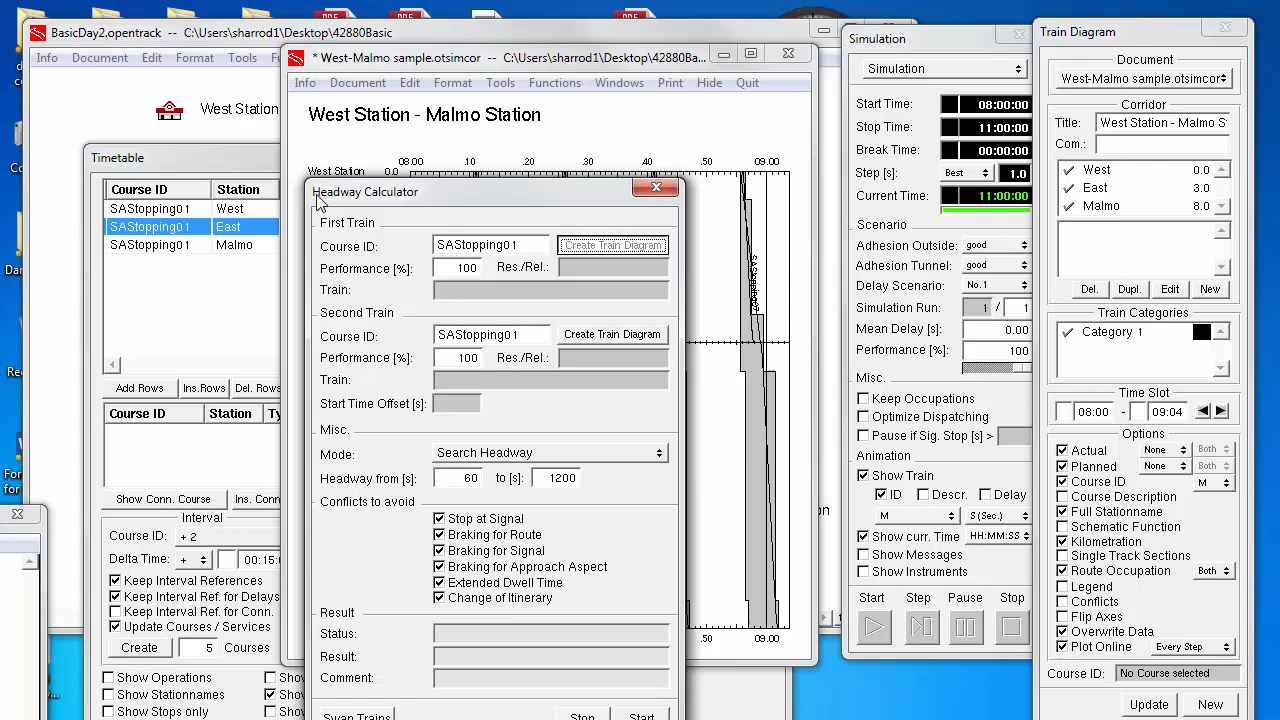 BasicDay2.opentrack -- C:\Users\sharrod1\Desktop\42880Basic
Info Document Edit Format Tools
West Station
Timetable
Course ID Station
SAStopping01 West
SAStopping01 East
SAStopping01 Malmo
Add Rows Ins.Rows Del. Rows
Course ID Station
Show Conn. Course Ins. Conn
Interval
Course ID: + 2
Delta Time: +
Keep Interval References
Keep Interval Ref. for Delays
Keep Interval Ref. for Conn.
Update Courses / Services
Create 5 Courses
Show Operations
Show Stationnames
Show Stops only
* West-Malmo sample.otsimcor -- C:\Users\sharrod1\Desktop\42880Ba...
Info Document Edit Format Tools Functions Windows Print Hide Quit
West Station - Malmo Station
08.00 .10 .20 .30 .40 .50 09.00
West Station 0.0
.50 09.00
Headway Calculator
First Train
Course ID: SAStopping01 Create Train Diagram
Performance [%]: 100 Res./Rel.:
Train:
Second Train
Course ID: SAStopping01 Create Train Diagram
Performance [%]: 100 Res./Rel.:
Train:
Start Time Offset [s]:
Misc.
Mode: Search Headway
Headway from [s]: 60 to [s]: 1200
Conflicts to avoid
Stop at Signal
Braking for Route
Braking for Signal
Braking for Approach Aspect
Extended Dwell Time
Change of Itinerary
Result
Status:
Result:
Comment:
Swap Trains Stop Start
Simulation
Simulation
Start Time: 08:00:00
Stop Time: 11:00:00
Break Time: 00:00:00
Step [s]: Best 1.0
Current Time: 11:00:00
Scenario
Adhesion Outside: good
Adhesion Tunnel: good
Delay Scenario: No.1
Simulation Run: 1 / 1
Mean Delay [s]: 0.00
Performance [%]: 100
Misc.
Keep Occupations
Optimize Dispatching
Pause if Sig. Stop [s] >
Animation
Show Train
ID Descr. Delay
M S (Sec.)
Show curr. Time HH:MM:SS
Show Messages
Show Instruments
Start Step Pause Stop
Train Diagram
Document
West-Malmo sample.otsimcor
Corridor
Title: West Station - Malmo S
Com.:
West 0.0
East 3.0
Malmo 8.0
Del. Dupl. Edit New
Train Categories
Category 1
Time Slot
08:00 - 09:04
Options
Actual None Both
Planned None Both
Course ID M
Course Description
Full Stationname
Schematic Function
Kilometration
Single Track Sections
Route Occupation Both
Legend
Conflicts
Flip Axes
Overwrite Data
Plot Online Every Step
Course ID: No Course selected
Update New